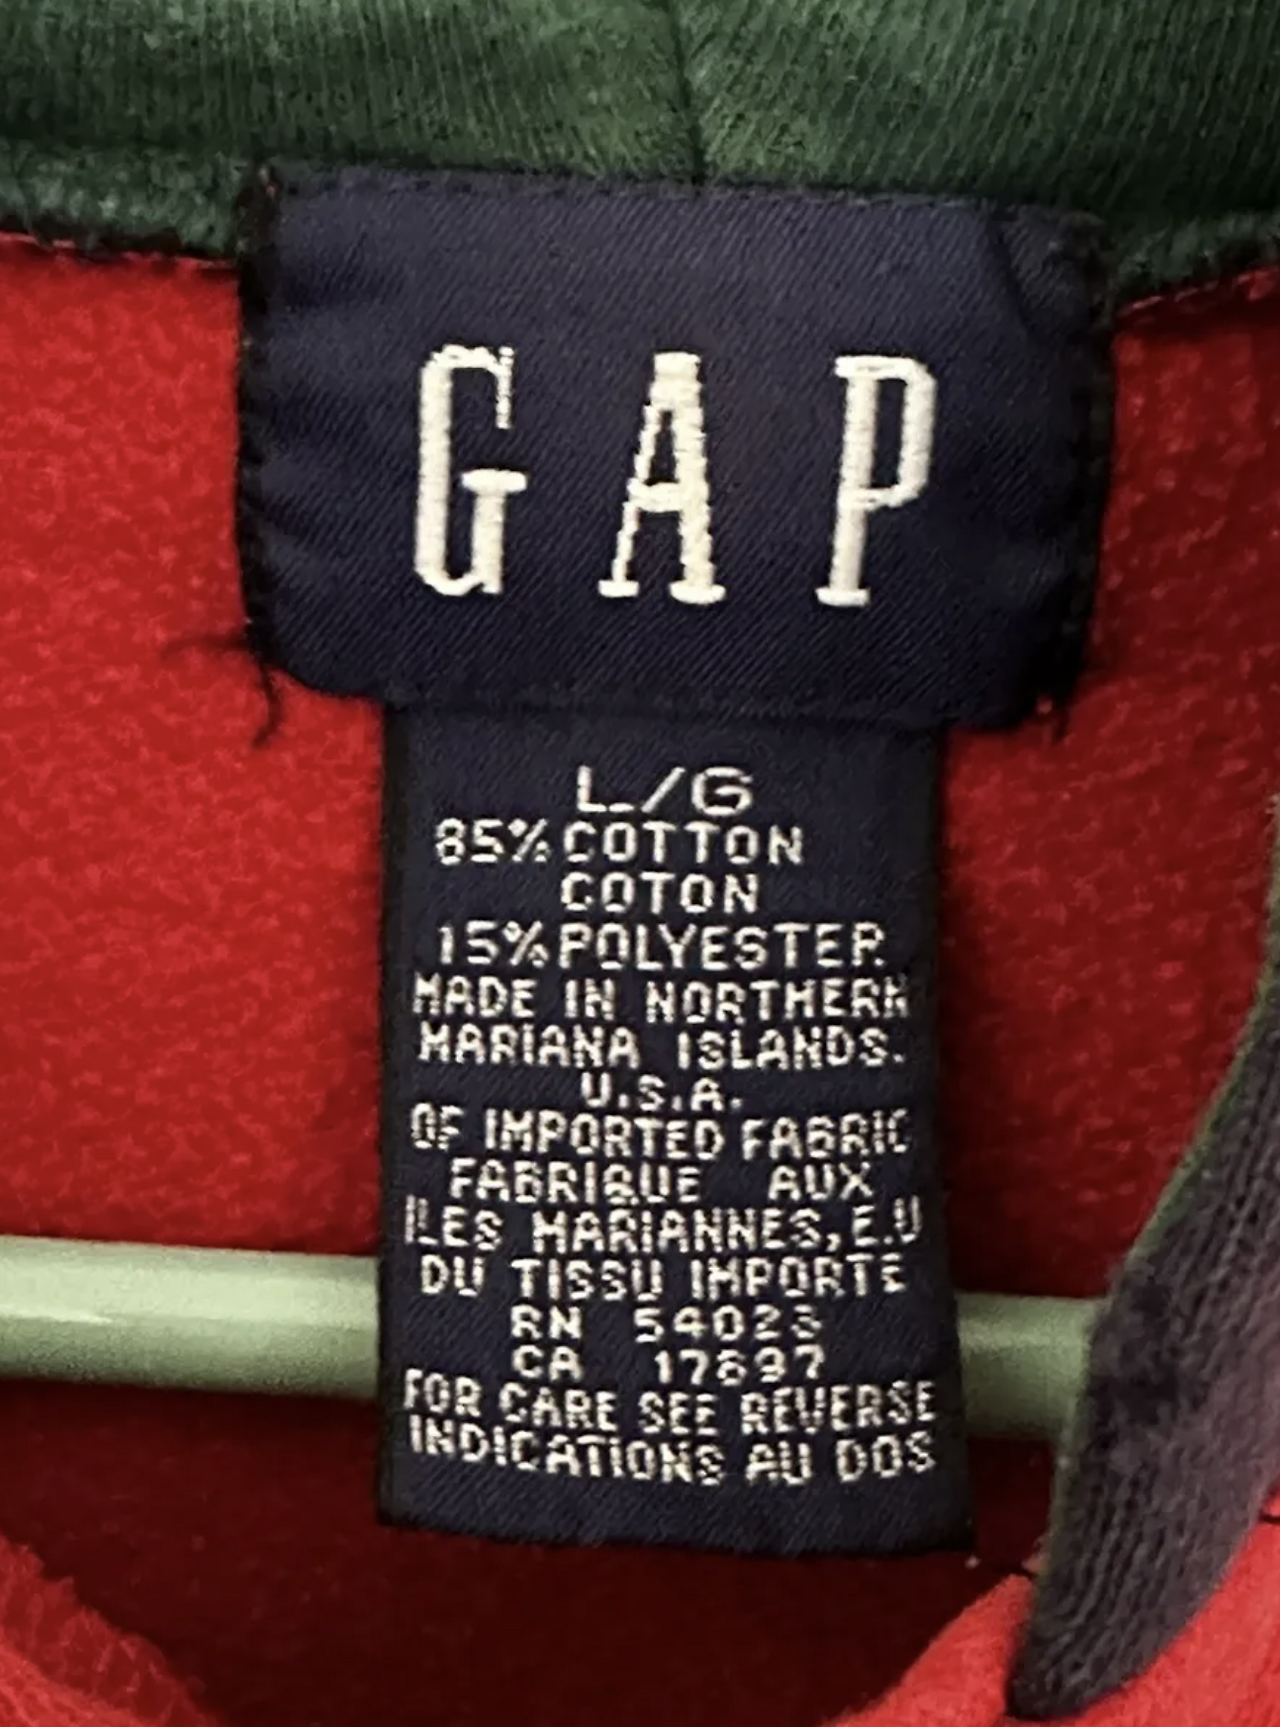 GAP
L/G
85% COTTON
COTON
15% POLYESTER
MADE IN NORTHERN
MARIANA ISLANDS.
U.S.A.
OF IMPORTED FABRIC
FABRIQUE AUX
ILES MARIANNES, E.U
DU TISSU IMPORTE
RN 54023
CA 17897
FOR CARE SEE REVERSE
INDICATIONS AU DOS